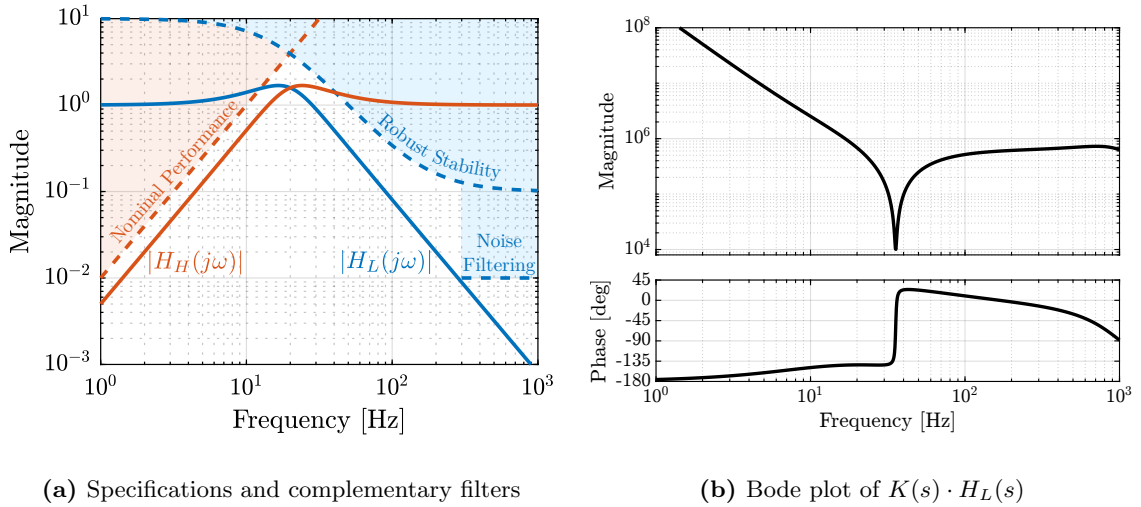 10^1
10^0
10^-1
10^-2
10^-3
Magnitude
Nominal Performance
Robust Stability
Noise
Filtering
|H_H(jω)|
|H_L(jω)|
10^0
10^1
10^2
10^3
Frequency [Hz]
(a) Specifications and complementary filters
10^8
10^6
10^4
Magnitude
45
0
-45
-90
-135
-180
Phase [deg]
10^0
10^1
10^2
10^3
Frequency [Hz]
(b) Bode plot of K(s) · H_L(s)